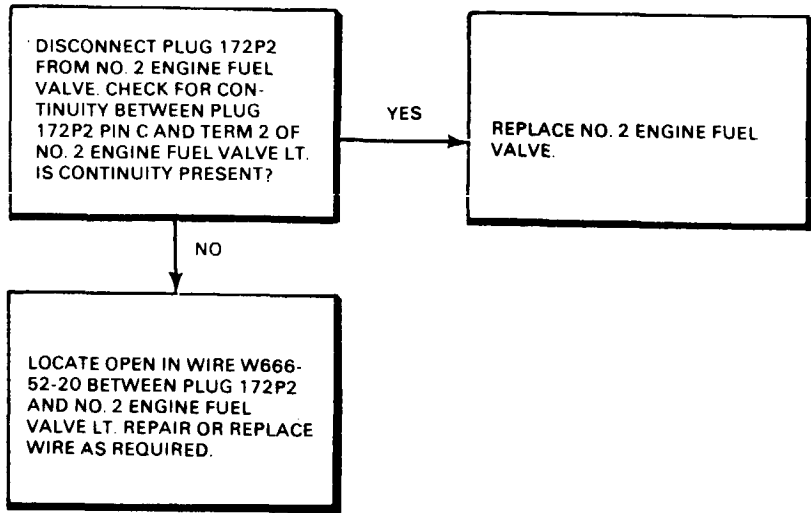 DISCONNECT PLUG 172P2
FROM NO. 2 ENGINE FUEL
VALVE. CHECK FOR CON-
TINUITY BETWEEN PLUG
172P2 PIN C AND TERM 2 OF
NO. 2 ENGINE FUEL VALVE LT.
IS CONTINUITY PRESENT?
YES
REPLACE NO. 2 ENGINE FUEL
VALVE.
NO
LOCATE OPEN IN WIRE W666-
52-20 BETWEEN PLUG 172P2
AND NO. 2 ENGINE FUEL
VALVE LT. REPAIR OR REPLACE
WIRE AS REQUIRED.